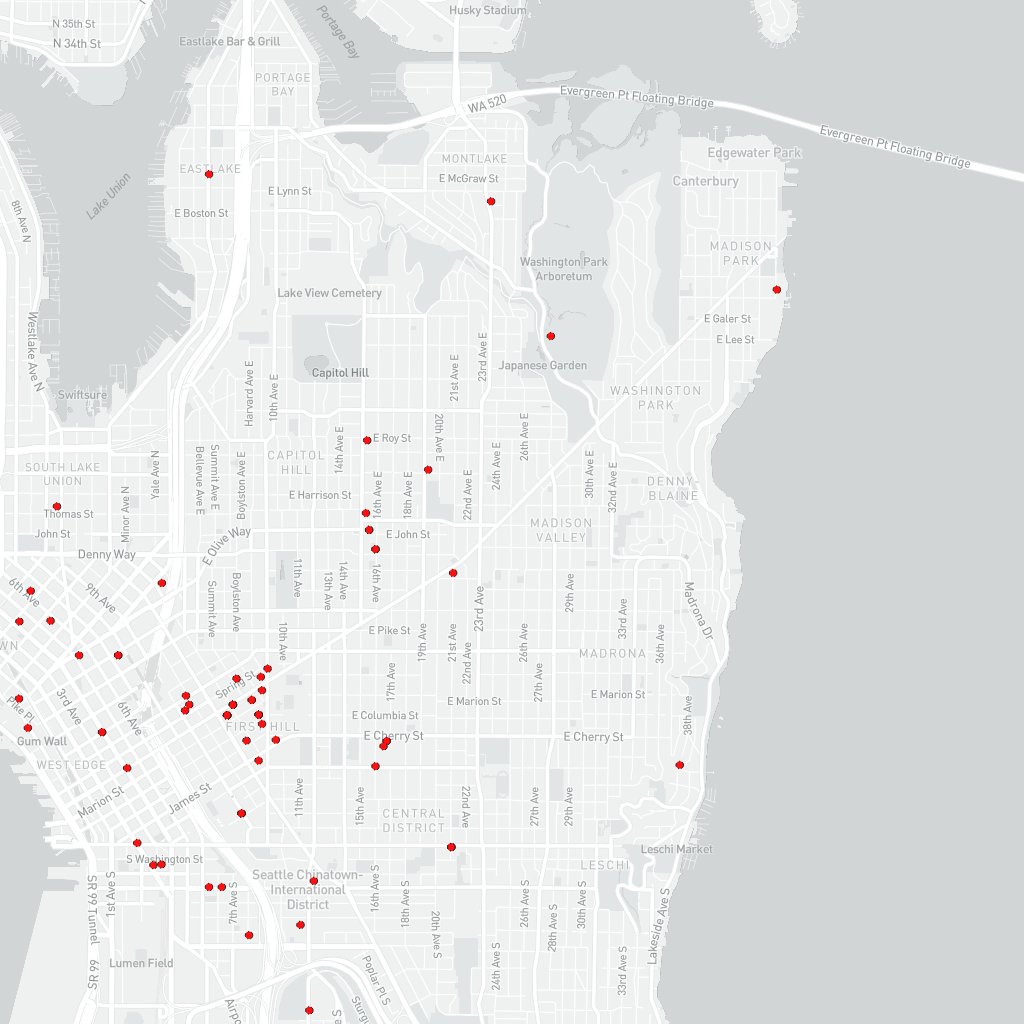 Husky Stadium
N 35th St
N 34th St
Portage Bay
Eastlake Bar & Grill
PORTAGE
BAY
WA 520
Evergreen Pt Floating Bridge
Evergreen Pt Floating Bridge
MONTLAKE
Edgewater Park
EASTLAKE
E McGraw St
Canterbury
E Lynn St
Lake Union
8th Ave N
E Boston St
MADISON
PARK
Washington Park
Arboretum
Lake View Cemetery
E Galer St
E Lee St
Westlake Ave N
23rd Ave E
21st Ave E
Japanese Garden
Capitol Hill
Harvard Ave E
10th Ave E
Swiftsure
WASHINGTON
PARK
20th Ave E
26th Ave E
E Roy St
14th Ave E
CAPITOL
HILL
24th Ave E
Yale Ave N
Summit Ave E
Bellevue Ave E
Boylston Ave E
SOUTH LAKE
UNION
30th Ave E
32nd Ave E
16th Ave E
18th Ave E
22nd Ave E
DENNY-
BLAINE
E Harrison St
Minor Ave N
Thomas St
John St
E John St
MADISON
VALLEY
E Olive Way
Denny Way
6th Ave
9th Ave
11th Ave
13th Ave
14th Ave
16th Ave
Summit Ave
Boylston Ave
29th Ave
33rd Ave
23rd Ave
Madrona Dr
E Pike St
10th Ave
19th Ave
21st Ave
22nd Ave
26th Ave
36th Ave
WN
MADRONA
Spring St
17th Ave
27th Ave
3rd Ave
6th Ave
Pike Pl
E Marion St
E Marion St
38th Ave
E Columbia St
FIRST HILL
E Cherry St
E Cherry St
Gum Wall
WEST EDGE
Marion St
James St
11th Ave
15th Ave
22nd Ave
27th Ave
29th Ave
CENTRAL
DISTRICT
Leschi Market
S Washington St
LESCHI
Seattle Chinatown-
International
District
SR 99 Tunnel
1st Ave S
7th Ave S
16th Ave S
18th Ave S
20th Ave S
26th Ave S
28th Ave S
30th Ave S
Lakeside Ave S
24th Ave S
33rd Ave S
Lumen Field
SR 99
Poplar Pl S